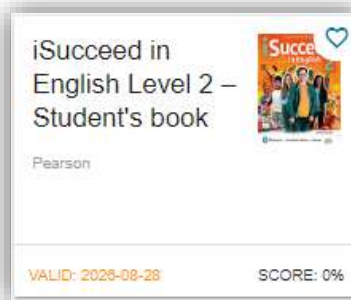 iSucceed in
English Level 2 –
Student's book
Pearson
VALID: 2026-08-28
SCORE: 0%